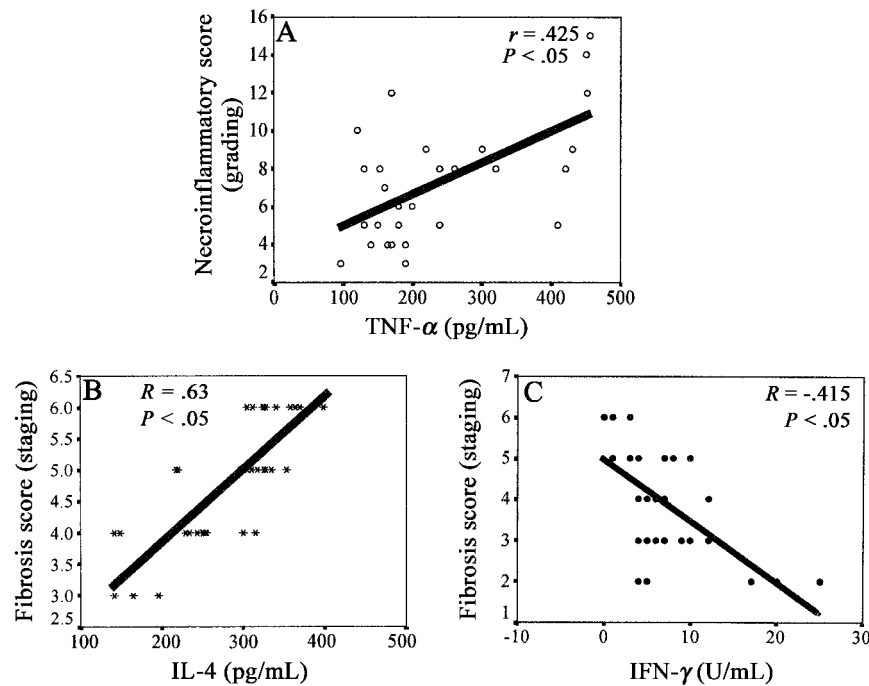 A
r = .425
P < .05
Necroinflammatory score
(grading)
16
14
12
10
8
6
4
2
0
100
200
300
400
500
TNF-α (pg/mL)
B
R = .63
P < .05
Fibrosis score (staging)
6.5
6.0
5.5
5.0
4.5
4.0
3.5
3.0
2.5
100
200
300
400
500
IL-4 (pg/mL)
C
R = -.415
P < .05
Fibrosis score (staging)
7
6
5
4
3
2
1
-10
0
10
20
30
IFN-γ (U/mL)